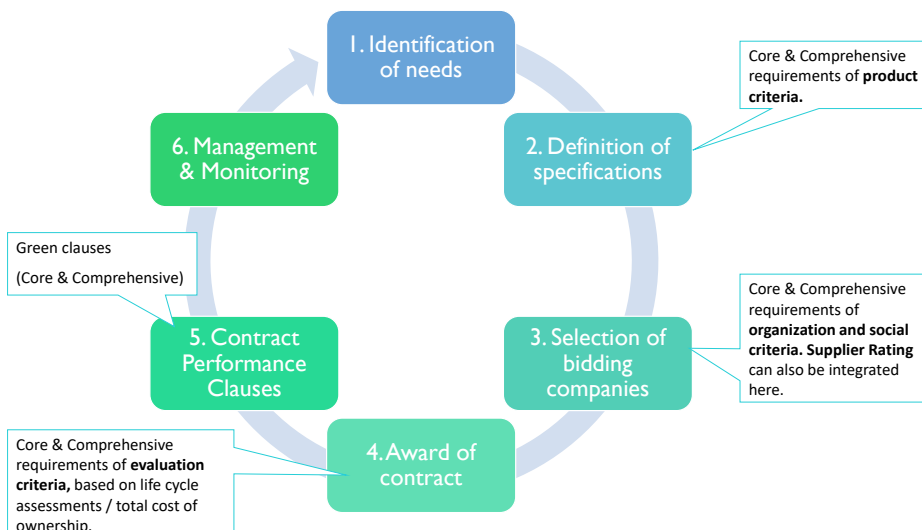 1. Identification
of needs
Core & Comprehensive
requirements of product
criteria.
2. Definition of
specifications
Core & Comprehensive
requirements of
organization and social
criteria. Supplier Rating
can also be integrated
here.
3. Selection of
bidding
companies
4. Award of
contract
Core & Comprehensive
requirements of evaluation
criteria, based on life cycle
assessments / total cost of
ownership.
5. Contract
Performance
Clauses
Green clauses
(Core & Comprehensive)
6. Management
& Monitoring